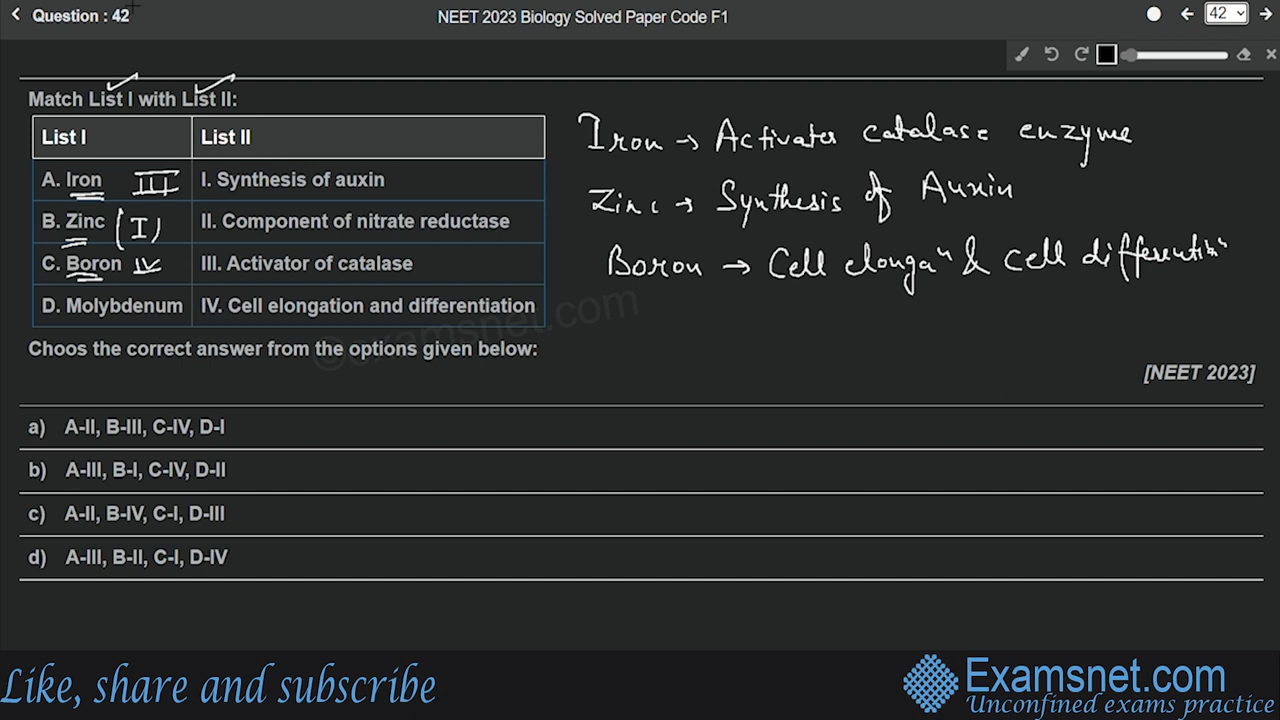 Question : 42
NEET 2023 Biology Solved Paper Code F1
42
Match List I with List II:
List I List II
A. Iron III I. Synthesis of auxin
B. Zinc (I) II. Component of nitrate reductase
C. Boron IV III. Activator of catalase
D. Molybdenum IV. Cell elongation and differentiation
Iron → Activates catalase enzyme
Zinc → Synthesis of Auxin
Boron → Cell elongaⁿ & cell differentiⁿ
©examsnet.com
Choos the correct answer from the options given below:
[NEET 2023]
a) A-II, B-III, C-IV, D-I
b) A-III, B-I, C-IV, D-II
c) A-II, B-IV, C-I, D-III
d) A-III, B-II, C-I, D-IV
Like, share and subscribe
Examsnet.com
Unconfined exams practice